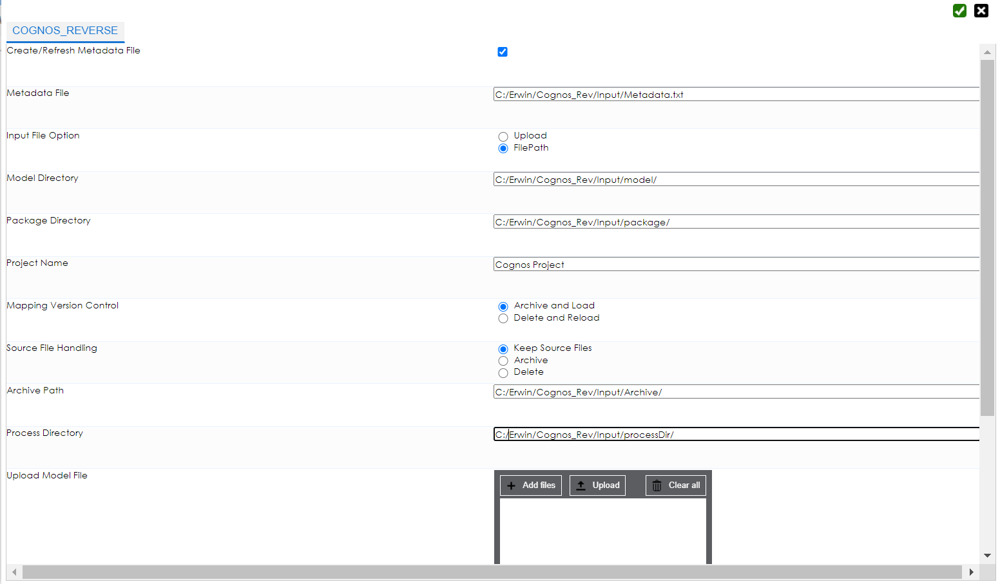 COGNOS_REVERSE
Create/Refresh Metadata File
Metadata File
C:/Erwin/Cognos_Rev/Input/Metadata.txt
Input File Option
Upload
FilePath
Model Directory
C:/Erwin/Cognos_Rev/Input/model/
Package Directory
C:/Erwin/Cognos_Rev/Input/package/
Project Name
Cognos Project
Mapping Version Control
Archive and Load
Delete and Reload
Source File Handling
Keep Source Files
Archive
Delete
Archive Path
C:/Erwin/Cognos_Rev/Input/Archive/
Process Directory
C:/Erwin/Cognos_Rev/Input/processDir/
Upload Model File
Add files
Upload
Clear all